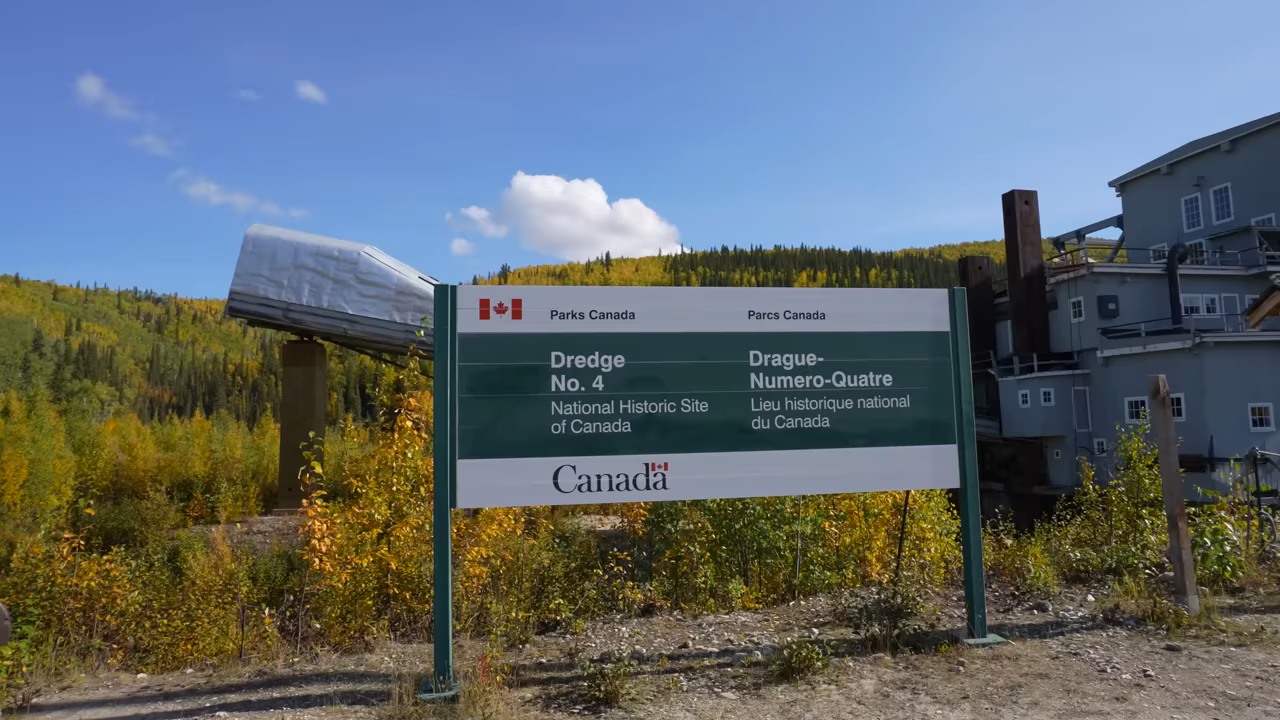 Parks Canada
Parcs Canada
Dredge
No. 4
National Historic Site
of Canada
Drague-
Numero-Quatre
Lieu historique national
du Canada
Canada